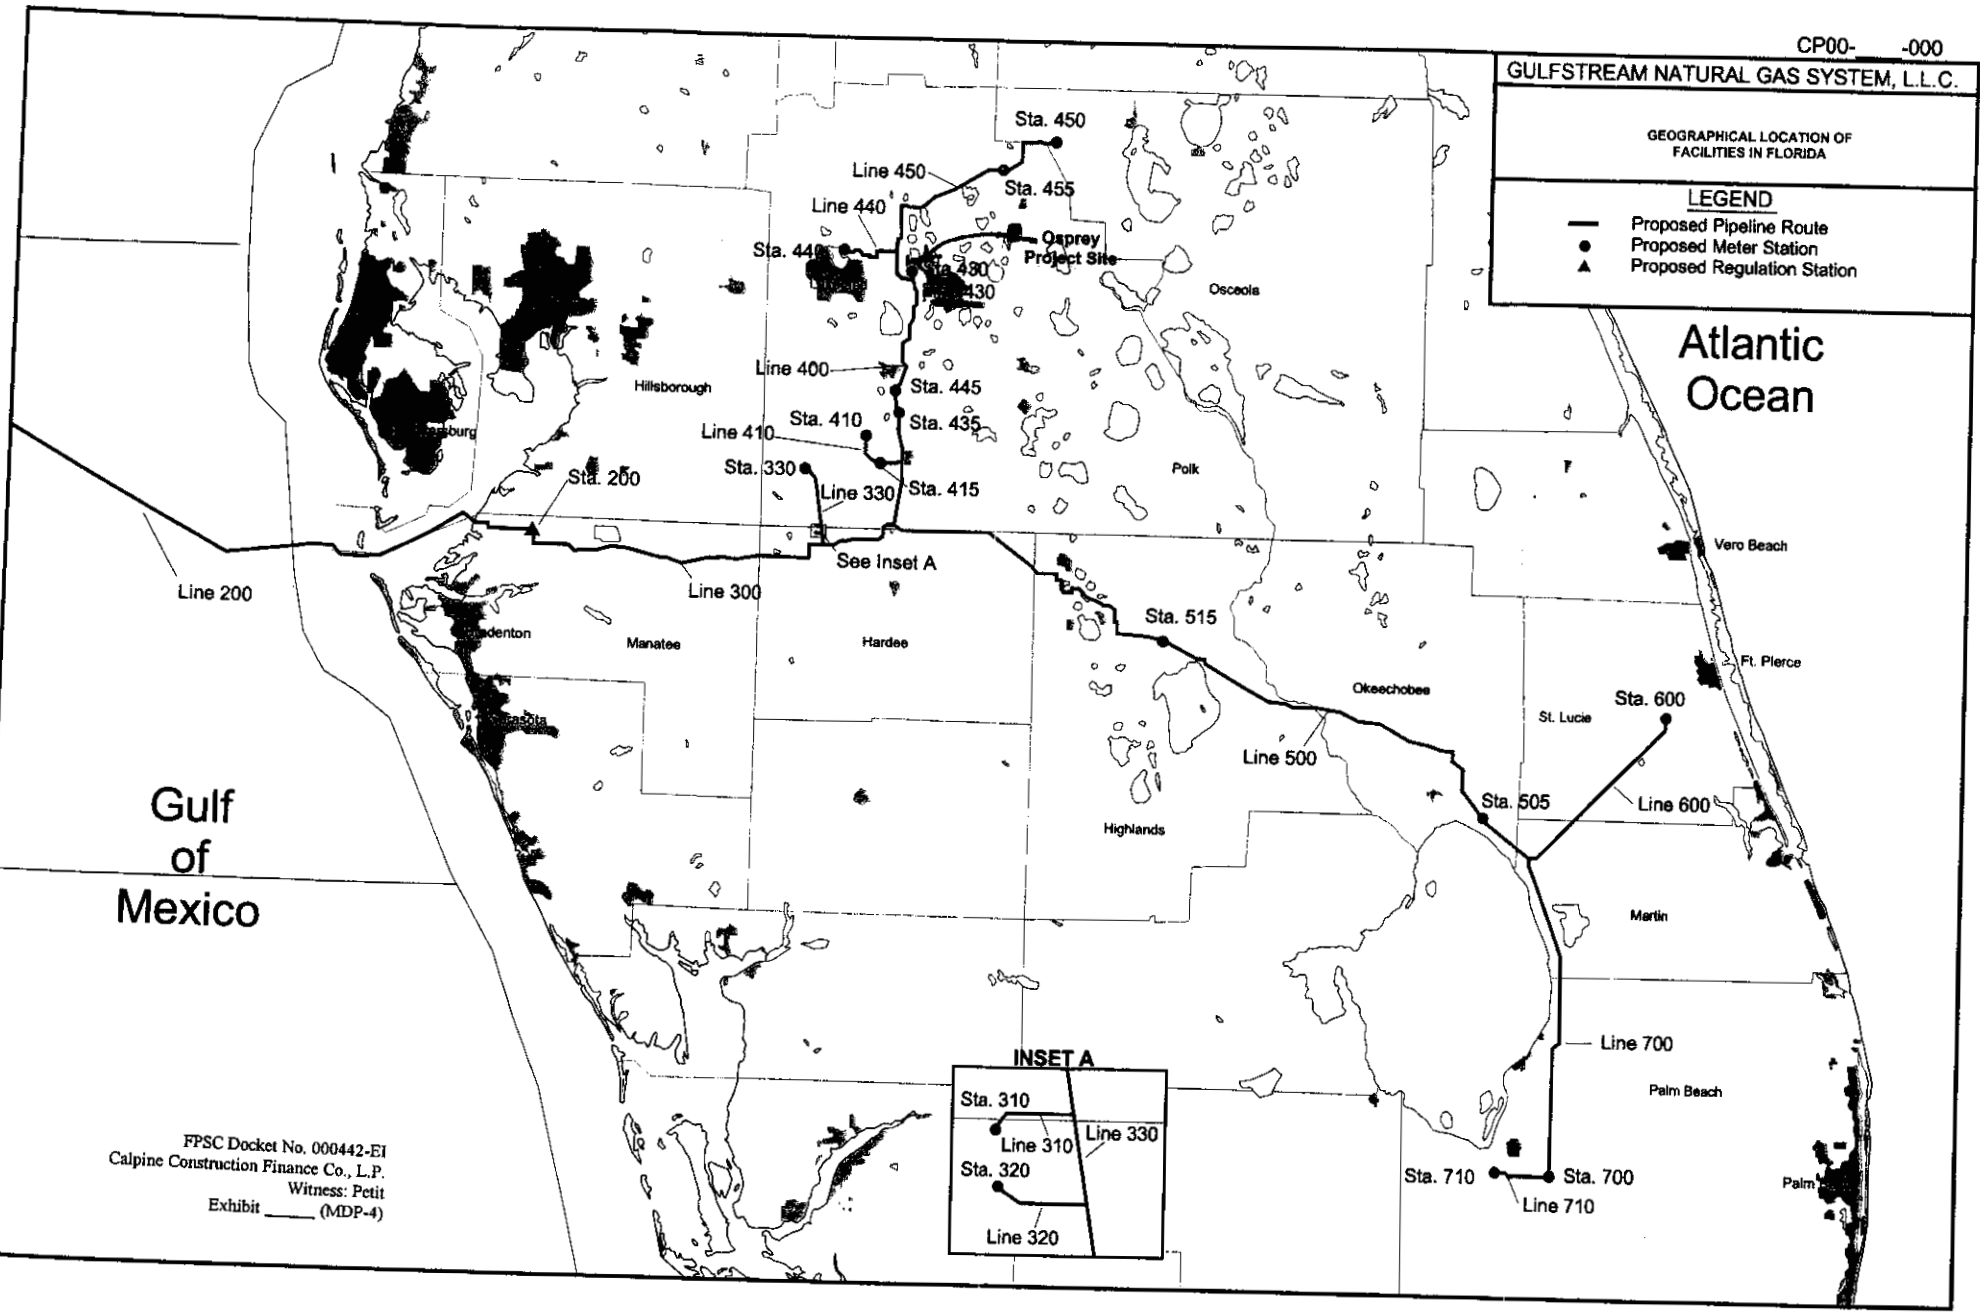 CP00-____-000
GULFSTREAM NATURAL GAS SYSTEM, L.L.C.
GEOGRAPHICAL LOCATION OF
FACILITIES IN FLORIDA
LEGEND
Proposed Pipeline Route
Proposed Meter Station
Proposed Regulation Station
Atlantic
Ocean
Sta. 450
Line 450
Sta. 455
Line 440
Sta. 440
Osprey
Project Site
Sta 430
430
Osceola
Line 400
Hillsborough
Sta. 445
Sta. 410
Sta. 435
Line 410
Sta. 330
Polk
Sta. 200
Line 330
Sta. 415
Vero Beach
See Inset A
Line 200
Line 300
Manatee
Hardee
Sta. 515
Ft. Pierce
Okeechobee
St. Lucie
Sta. 600
Line 500
Gulf
of
Mexico
Sta. 505
Line 600
Highlands
Martin
Line 700
Palm Beach
INSET A
Sta. 310
Line 310
Line 330
Sta. 320
Line 320
Sta. 710
Sta. 700
Line 710
Palm
FPSC Docket No. 000442-EI
Calpine Construction Finance Co., L.P.
Witness: Petit
Exhibit ______ (MDP-4)